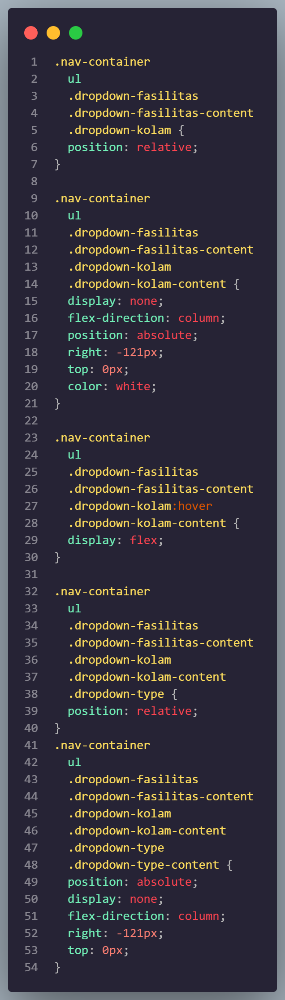 1 .nav-container
2 ul
3 .dropdown-fasilitas
4 .dropdown-fasilitas-content
5 .dropdown-kolam {
6 position: relative;
7 }
8
9 .nav-container
10 ul
11 .dropdown-fasilitas
12 .dropdown-fasilitas-content
13 .dropdown-kolam
14 .dropdown-kolam-content {
15 display: none;
16 flex-direction: column;
17 position: absolute;
18 right: -121px;
19 top: 0px;
20 color: white;
21 }
22
23 .nav-container
24 ul
25 .dropdown-fasilitas
26 .dropdown-fasilitas-content
27 .dropdown-kolam:hover
28 .dropdown-kolam-content {
29 display: flex;
30 }
31
32 .nav-container
33 ul
34 .dropdown-fasilitas
35 .dropdown-fasilitas-content
36 .dropdown-kolam
37 .dropdown-kolam-content
38 .dropdown-type {
39 position: relative;
40 }
41 .nav-container
42 ul
43 .dropdown-fasilitas
44 .dropdown-fasilitas-content
45 .dropdown-kolam
46 .dropdown-kolam-content
47 .dropdown-type
48 .dropdown-type-content {
49 position: absolute;
50 display: none;
51 flex-direction: column;
52 right: -121px;
53 top: 0px;
54 }